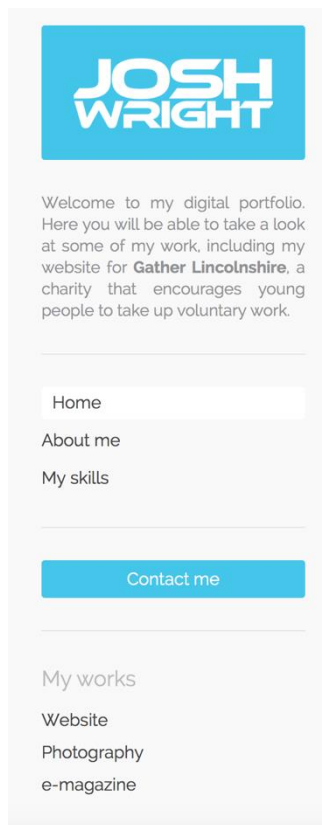 JOSH
WRIGHT
Welcome to my digital portfolio.
Here you will be able to take a look
at some of my work, including my
website for Gather Lincolnshire, a
charity that encourages young
people to take up voluntary work.
Home
About me
My skills
Contact me
My works
Website
Photography
e-magazine